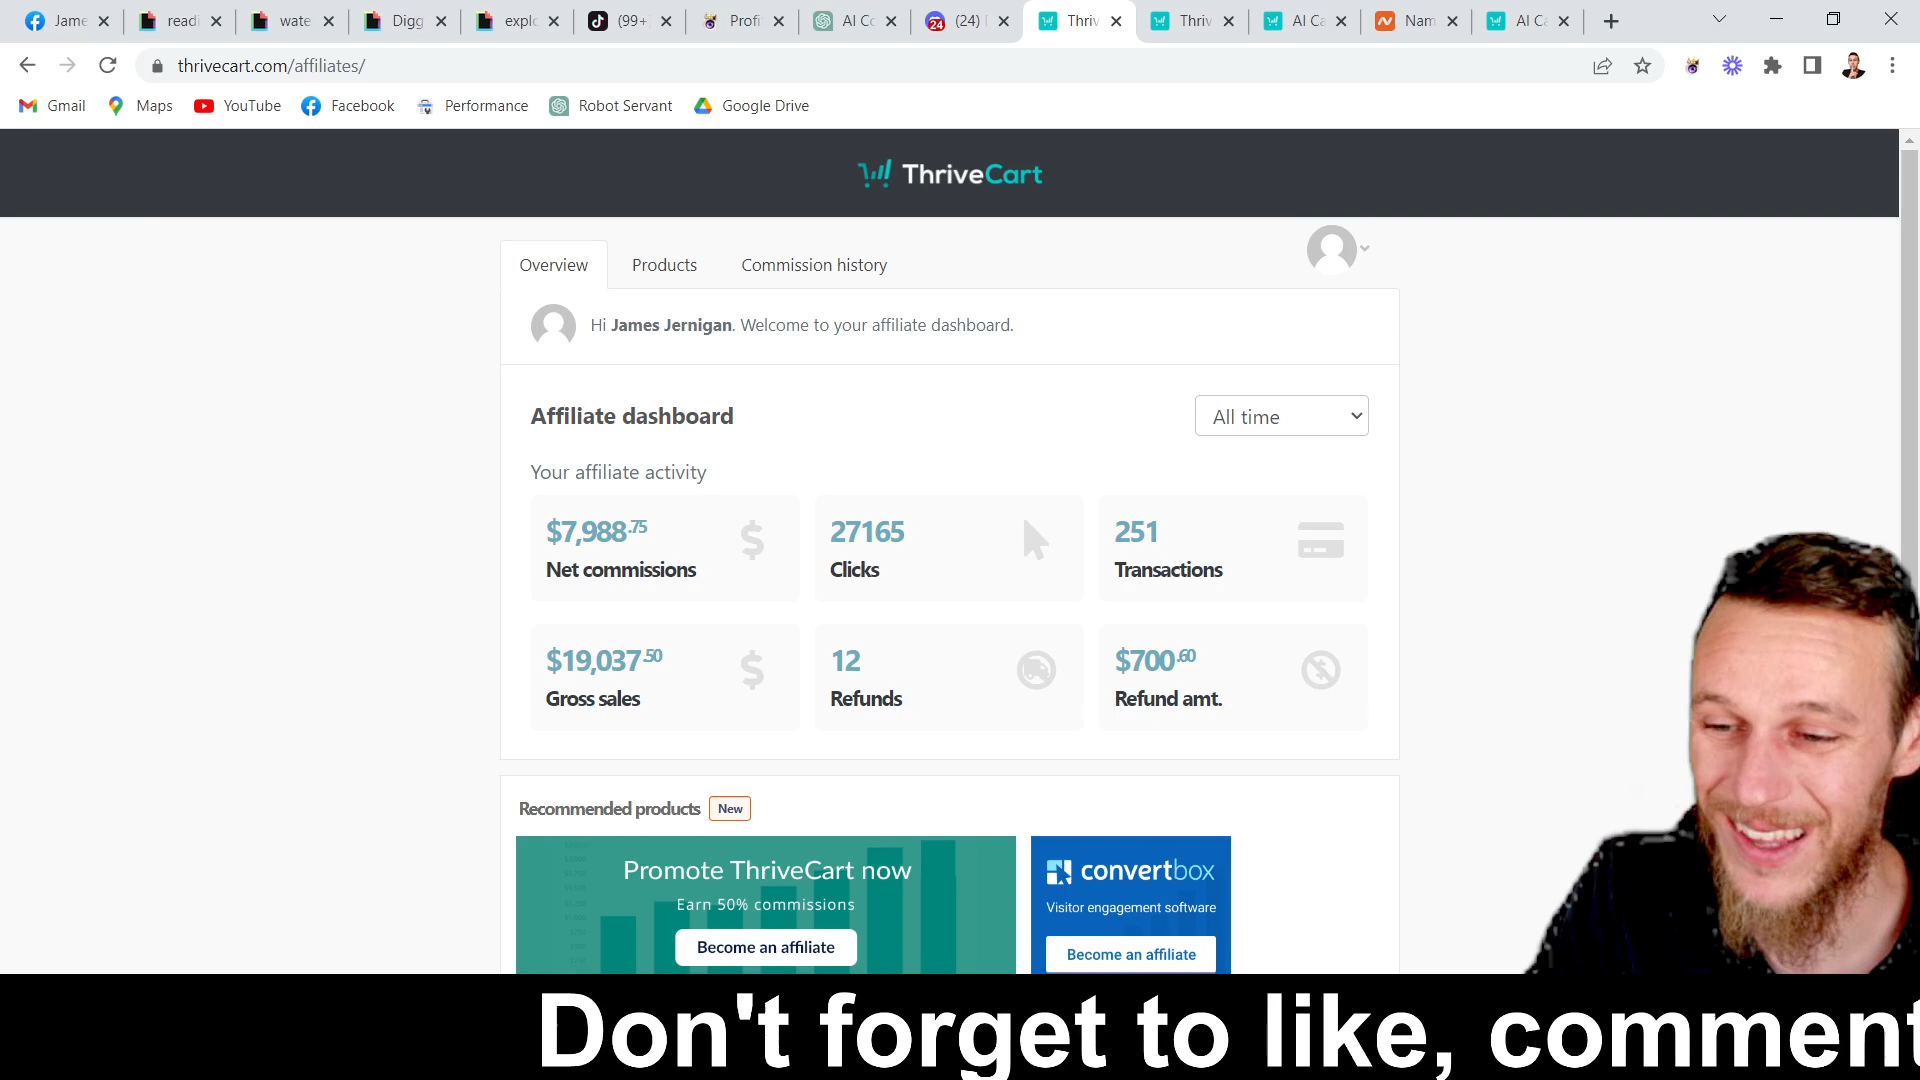 Jame
readi
wate
Digg
explo
(99+
Profi
AI Co
24
(24)
Thriv
Thriv
AI Ca
Nam
AI Ca
thrivecart.com/affiliates/
Gmail
Maps
YouTube
Facebook
Performance
Robot Servant
Google Drive
ThriveCart
Overview
Products
Commission history
Hi James Jernigan. Welcome to your affiliate dashboard.
Affiliate dashboard
All time
Your affiliate activity
$7,988.75
Net commissions
27165
Clicks
251
Transactions
$19,037.50
Gross sales
12
Refunds
$700.60
Refund amt.
Recommended products
New
Promote ThriveCart now
Earn 50% commissions
Become an affiliate
convertbox
Visitor engagement software
Become an affiliate
Don't forget to like, comment